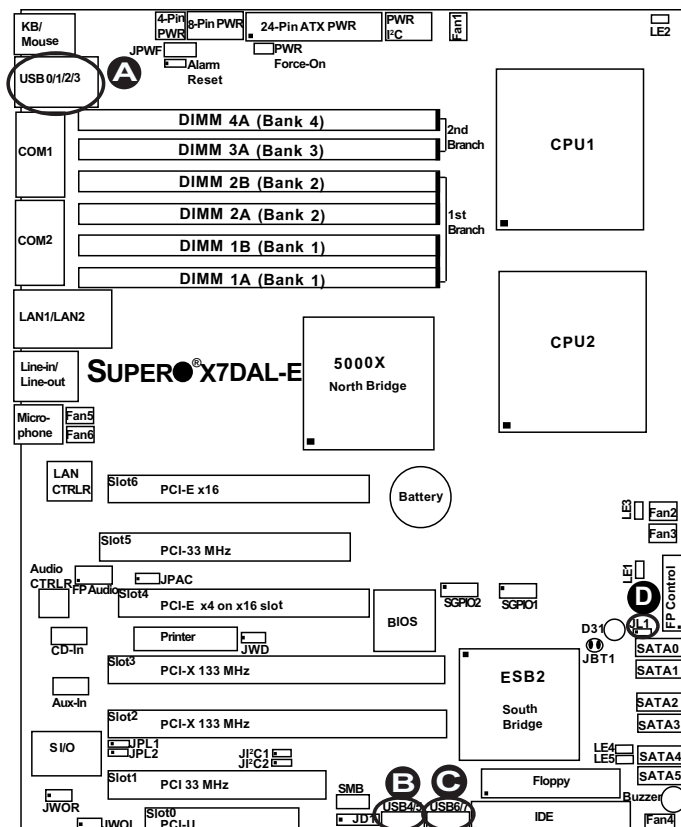 KB/
Mouse
4-Pin
PWR
8-Pin PWR
24-Pin ATX PWR
PWR
I²C
Fan1
LE2
JPWF
Alarm
Reset
PWR
Force-On
USB 0/1/2/3
A
DIMM 4A (Bank 4)
DIMM 3A (Bank 3)
2nd
Branch
DIMM 2B (Bank 2)
DIMM 2A (Bank 2)
DIMM 1B (Bank 1)
DIMM 1A (Bank 1)
1st
Branch
COM1
COM2
CPU1
LAN1/LAN2
CPU2
Line-in/
Line-out
SUPER●®X7DAL-E
5000X
North Bridge
Micro-
phone
Fan5
Fan6
LAN
CTRLR
Slot6
PCI-E x16
Battery
LE3
Fan2
Fan3
Slot5
PCI-33 MHz
Audio
CTRLR
FP Audio
JPAC
LE1
FP Control
Slot4
PCI-E x4 on x16 slot
BIOS
SGPIO2
SGPIO1
D
JL1
D31
JBT1
CD-In
Printer
JWD
SATA0
SATA1
Slot3
PCI-X 133 MHz
ESB2
South
Bridge
Aux-In
SATA2
SATA3
Slot2
PCI-X 133 MHz
S I/O
JPL1
JPL2
JI²C1
JI²C2
LE4
LE5
SATA4
SATA5
Slot1
PCI 33 MHz
B
C
Floppy
SMB
USB4/5
USB6/7
Buzzer
JWOR
JWOL
Slot0
PCI-U
JD1
IDE
Fan4